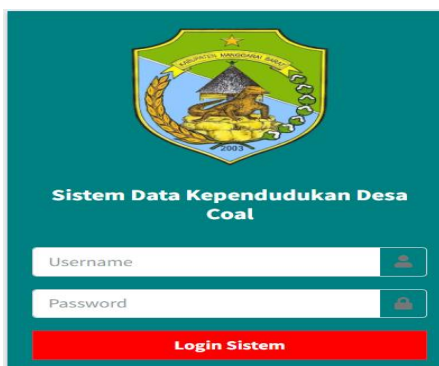 KABUPATEN MANGGARAI BARAT
2003
Sistem Data Kependudukan Desa
Coal
Username
Password
Login Sistem